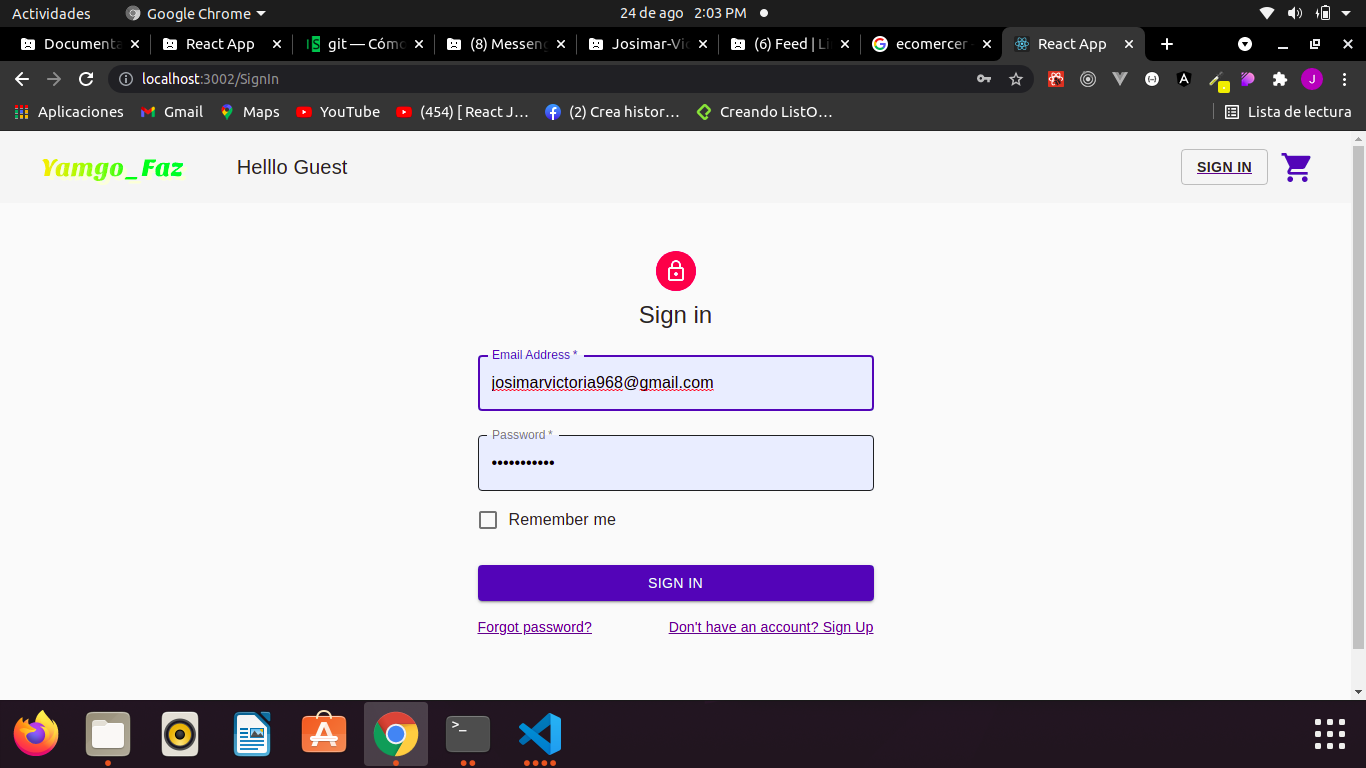 Actividades Google Chrome 24 de ago 2:03 PM
Documenta React App git — Cómo (8) Messeng Josimar-Vic (6) Feed | Li ecomercer React App
localhost:3002/SignIn J
Aplicaciones Gmail Maps YouTube (454) [ React J... (2) Crea histor... Creando ListO... Lista de lectura
Yamgo_Faz Helllo Guest SIGN IN
Sign in
Email Address *
josimarvictoria968@gmail.com
Password *
•••••••••••
Remember me
SIGN IN
Forgot password? Don't have an account? Sign Up